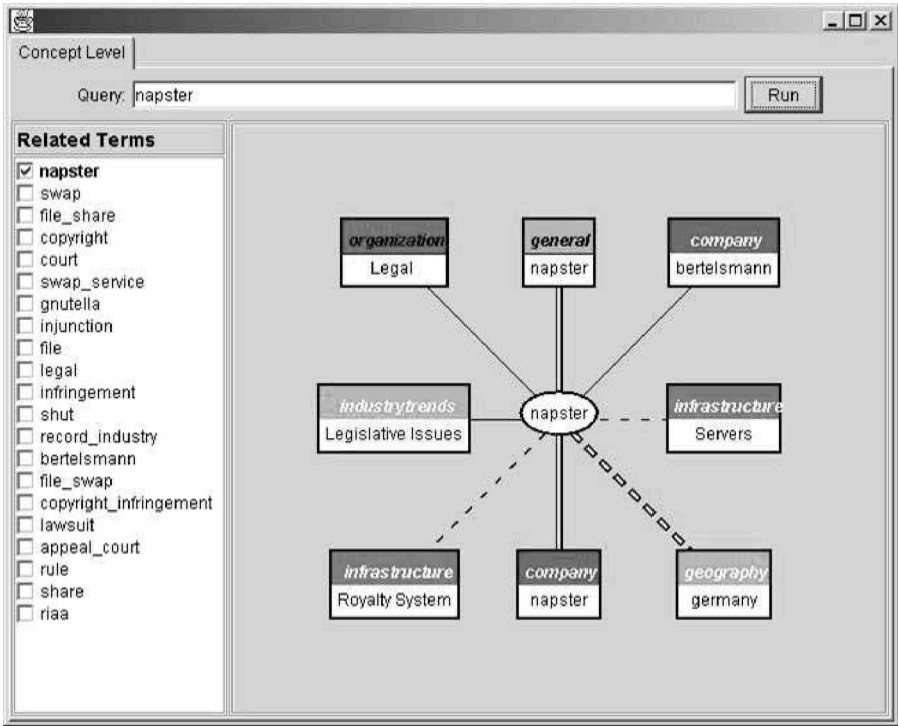 Concept Level
Query: napster
Run
Related Terms
napster
swap
file_share
copyright
court
swap_service
gnutella
injunction
file
legal
infringement
shut
record_industry
bertelsmann
file_swap
copyright_infringement
lawsuit
appeal_court
rule
share
riaa
organization
Legal
general
napster
company
bertelsmann
industrytrends
Legislative Issues
napster
infrastructure
Servers
infrastructure
Royalty System
company
napster
geography
germany